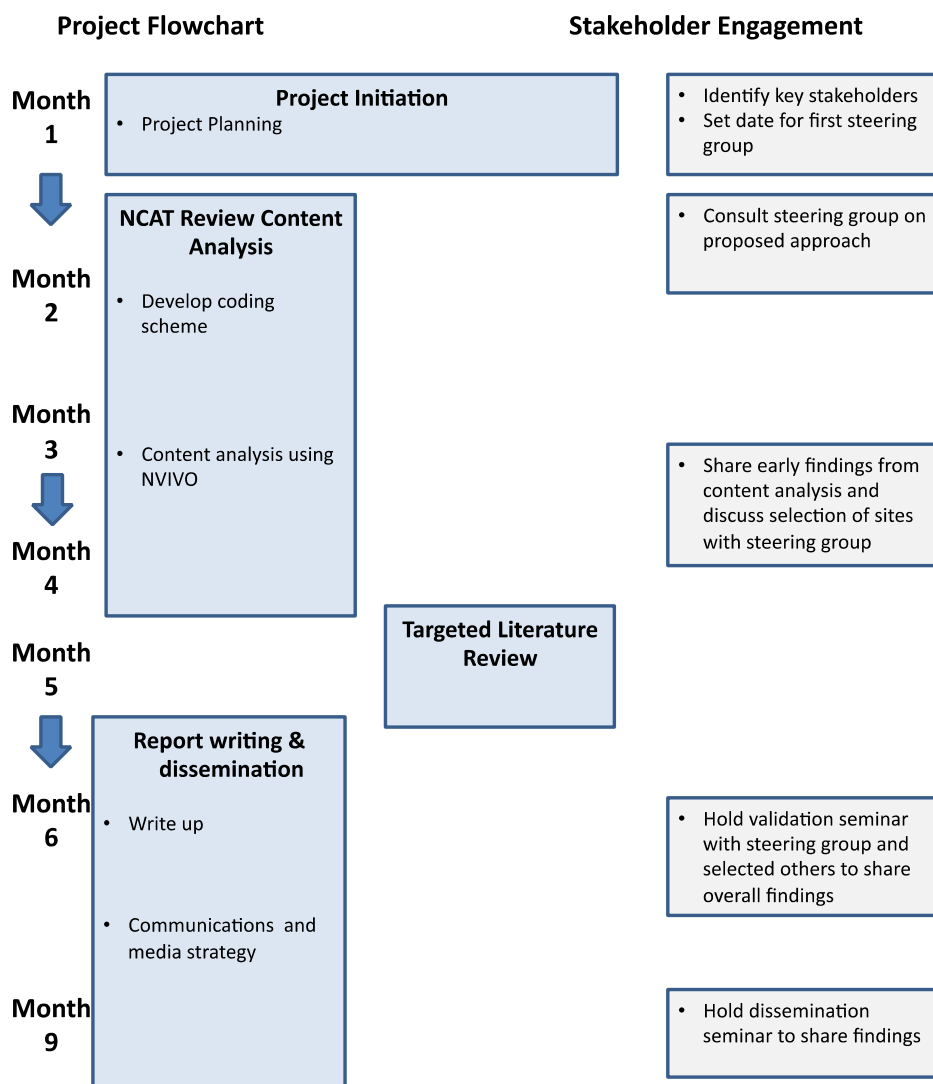 Project Flowchart
Stakeholder Engagement
Month
1
Project Initiation
• Project Planning
• Identify key stakeholders
• Set date for first steering
group
NCAT Review Content
Analysis
• Consult steering group on
proposed approach
Month
2
• Develop coding
scheme
Month
3
• Content analysis using
NVIVO
• Share early findings from
content analysis and
discuss selection of sites
with steering group
Month
4
Targeted Literature
Review
Month
5
Report writing &
dissemination
Month
6
• Write up
• Hold validation seminar
with steering group and
selected others to share
overall findings
• Communications and
media strategy
Month
9
• Hold dissemination
seminar to share findings